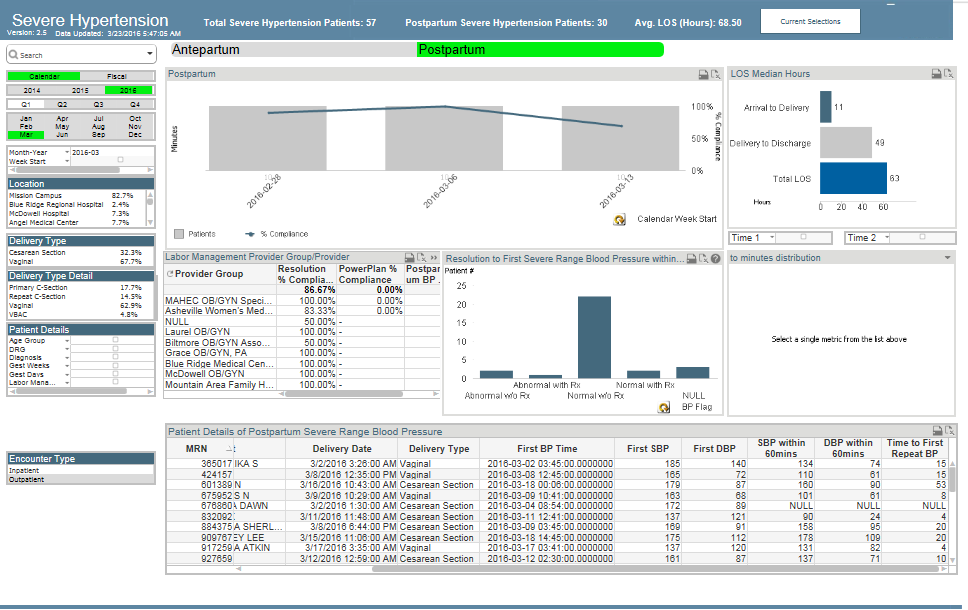 Severe Hypertension
Version: 2.5 Data Updated: 3/23/2016 5:47:05 AM
Total Severe Hypertension Patients: 57
Postpartum Severe Hypertension Patients: 30
Avg. LOS (Hours): 68.50
Current Selections
Search
Antepartum
Postpartum
Calendar Fiscal
2014 2015 2016
Q1 Q2 Q3 Q4
Jan Apr Jul Oct
Feb May Aug Nov
Mar Jun Sep Dec
Month-Year 2016-03
Week Start
Location
Mission Campus 82.7%
Blue Ridge Regional Hospital 2.4%
McDowell Hospital 7.3%
Angel Medical Center 7.7%
Delivery Type
Cesarean Section 32.3%
Vaginal 67.7%
Delivery Type Detail
Primary C-Section 17.7%
Repeat C-Section 14.5%
Vaginal 62.9%
VBAC 4.8%
Patient Details
Age Group
DRG
Diagnosis
Gest Weeks
Gest Days
Labor Mana...
Encounter Type
Inpatient
Outpatient
Postpartum
Minutes
100%
50%
0%
% Compliance
2016-02-28
2016-03-06
2016-03-13
Calendar Week Start
Patients
% Compliance
LOS Median Hours
Arrival to Delivery 11
Delivery to Discharge 49
Total LOS 63
Hours 0 20 40 60
Time 1 Time 2
Labor Management Provider Group/Provider
Provider Group Resolution % Complia... PowerPlan % Compliance Postpar um BP .
86.67% 0.00%
MAHEC OB/GYN Speci... 100.00% 0.00%
Asheville Women's Med... 83.33% 0.00%
NULL 50.00% -
Laurel OB/GYN 100.00% -
Biltmore OB/GYN Asso... 50.00% -
Grace OB/GYN, PA 100.00% -
Blue Ridge Medical Cen... 100.00% -
McDowell OB/GYN 100.00% -
Mountain Area Family H... 100.00% -
Resolution to First Severe Range Blood Pressure within...
Patient #
25
20
15
10
5
0
Abnormal with Rx Normal with Rx
Abnormal w/o Rx Normal w/o Rx NULL
BP Flag
to minutes distribution
Select a single metric from the list above
Patient Details of Postpartum Severe Range Blood Pressure
MRN t Delivery Date Delivery Type First BP Time First SBP First DBP SBP within 60mins DBP within 60mins Time to First Repeat BP
365017 IKA S 3/2/2016 3:26:00 AM Vaginal 2016-03-02 03:45:00.0000000 185 140 134 74 15
424157 3/8/2016 12:35:00 PM Vaginal 2016-03-08 12:45:00.0000000 165 72 110 61 15
601389 N 3/16/2016 10:43:00 AM Cesarean Section 2016-03-18 00:06:00.0000000 179 87 160 90 53
675952 S N 3/9/2016 10:29:00 AM Vaginal 2016-03-09 10:41:00.0000000 163 68 101 61 8
676860 A DAWN 3/2/2016 1:30:00 AM Cesarean Section 2016-03-04 08:54:00.0000000 172 89 NULL NULL NULL
832092 3/11/2016 11:48:00 AM Cesarean Section 2016-03-11 12:41:00.0000000 137 121 90 24 4
884375 A SHERL... 3/8/2016 6:44:00 PM Cesarean Section 2016-03-09 03:45:00.0000000 169 91 158 95 20
909767 EY LEE 3/15/2016 11:06:00 AM Cesarean Section 2016-03-18 14:45:00.0000000 175 112 178 109 20
917259 A ATKIN 3/17/2016 3:35:00 AM Vaginal 2016-03-17 03:41:00.0000000 137 120 131 82 4
927659 3/12/2016 12:59:00 AM Cesarean Section 2016-03-12 02:30:00.0000000 161 87 137 71 10